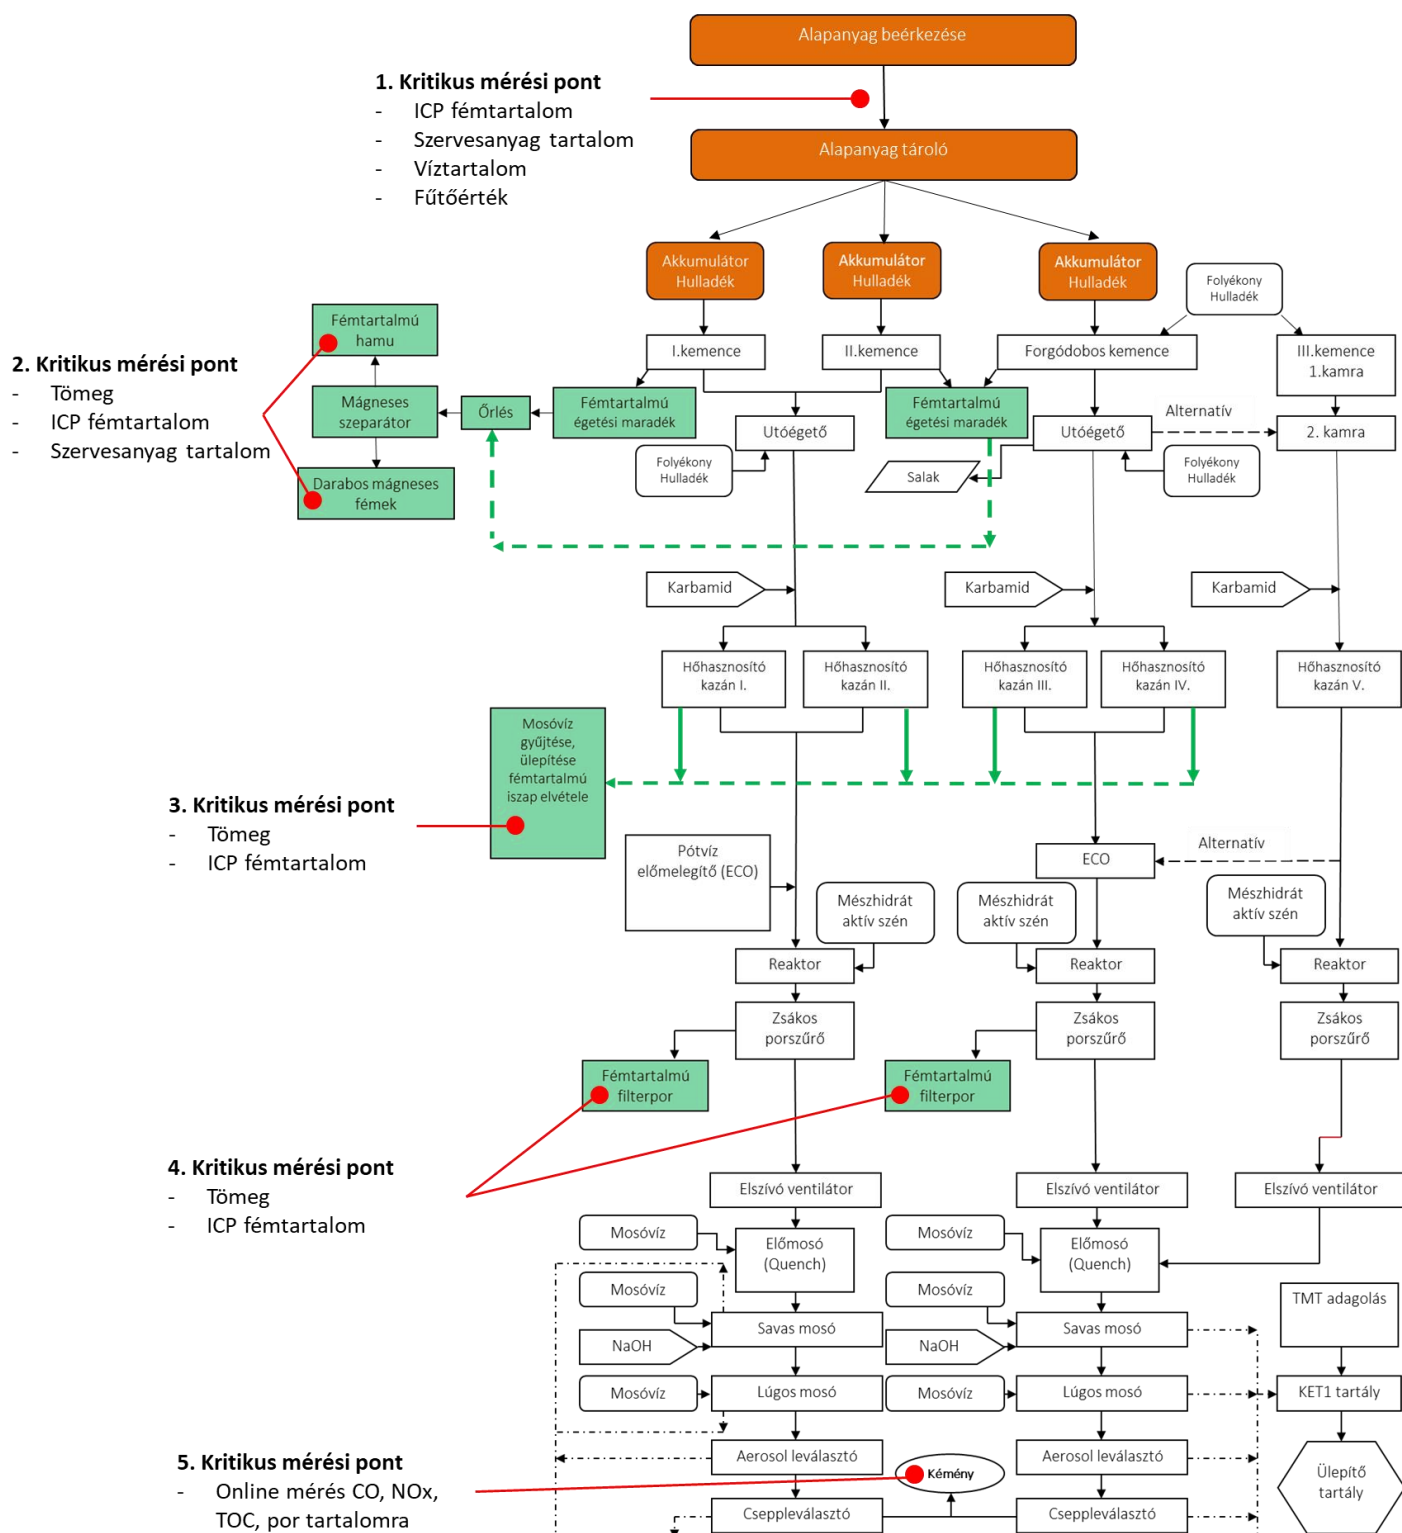 Alapanyag beérkezése
1. Kritikus mérési pont
- ICP fémtartalom
- Szervesanyag tartalom
- Víztartalom
- Fűtőérték
Alapanyag tároló
Akkumulátor
Hulladék
Akkumulátor
Hulladék
Akkumulátor
Hulladék
Folyékony
Hulladék
Fémtartalmú
hamu
I.kemence
II.kemence
Forgódobos kemence
III.kemence
1.kamra
2. Kritikus mérési pont
- Tömeg
- ICP fémtartalom
- Szervesanyag tartalom
Mágneses
szeparátor
Őrlés
Fémtartalmú
égetési maradék
Fémtartalmú
égetési maradék
Alternatív
Utóégető
Utóégető
2. kamra
Folyékony
Hulladék
Salak
Folyékony
Hulladék
Darabos mágneses
fémek
Karbamid
Karbamid
Karbamid
Hőhasznosító
kazán I.
Hőhasznosító
kazán II.
Hőhasznosító
kazán III.
Hőhasznosító
kazán IV.
Hőhasznosító
kazán V.
Mosóvíz
gyűjtése,
ülepítése
fémtartalmú
iszap elvétele
3. Kritikus mérési pont
- Tömeg
- ICP fémtartalom
Pótvíz
előmelegítő (ECO)
ECO
Alternatív
Mészhidrát
aktív szén
Mészhidrát
aktív szén
Mészhidrát
aktív szén
Reaktor
Reaktor
Reaktor
Zsákos
porszűrő
Zsákos
porszűrő
Zsákos
porszűrő
Fémtartalmú
filterpor
Fémtartalmú
filterpor
4. Kritikus mérési pont
- Tömeg
- ICP fémtartalom
Elszívó ventilátor
Elszívó ventilátor
Elszívó ventilátor
Mosóvíz
Előmosó
(Quench)
Mosóvíz
Előmosó
(Quench)
Mosóvíz
Mosóvíz
TMT adagolás
Savas mosó
Savas mosó
NaOH
NaOH
Mosóvíz
Lúgos mosó
Mosóvíz
Lúgos mosó
KET1 tartály
Aerosol leválasztó
Aerosol leválasztó
5. Kritikus mérési pont
- Online mérés CO, NOx,
TOC, por tartalomra
Kémény
Ülepítő
tartály
Cseppleválasztó
Cseppleválasztó